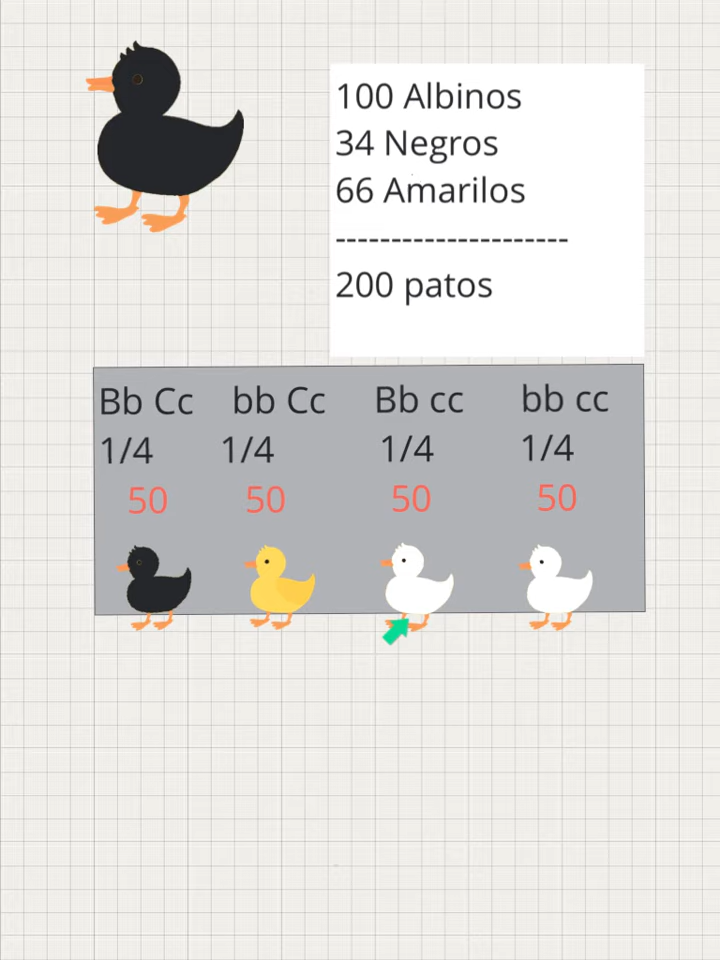 100 Albinos
34 Negros
66 Amarilos
---------------------
200 patos
Bb Cc bb Cc Bb cc bb cc
1/4 1/4 1/4 1/4
50 50 50 50